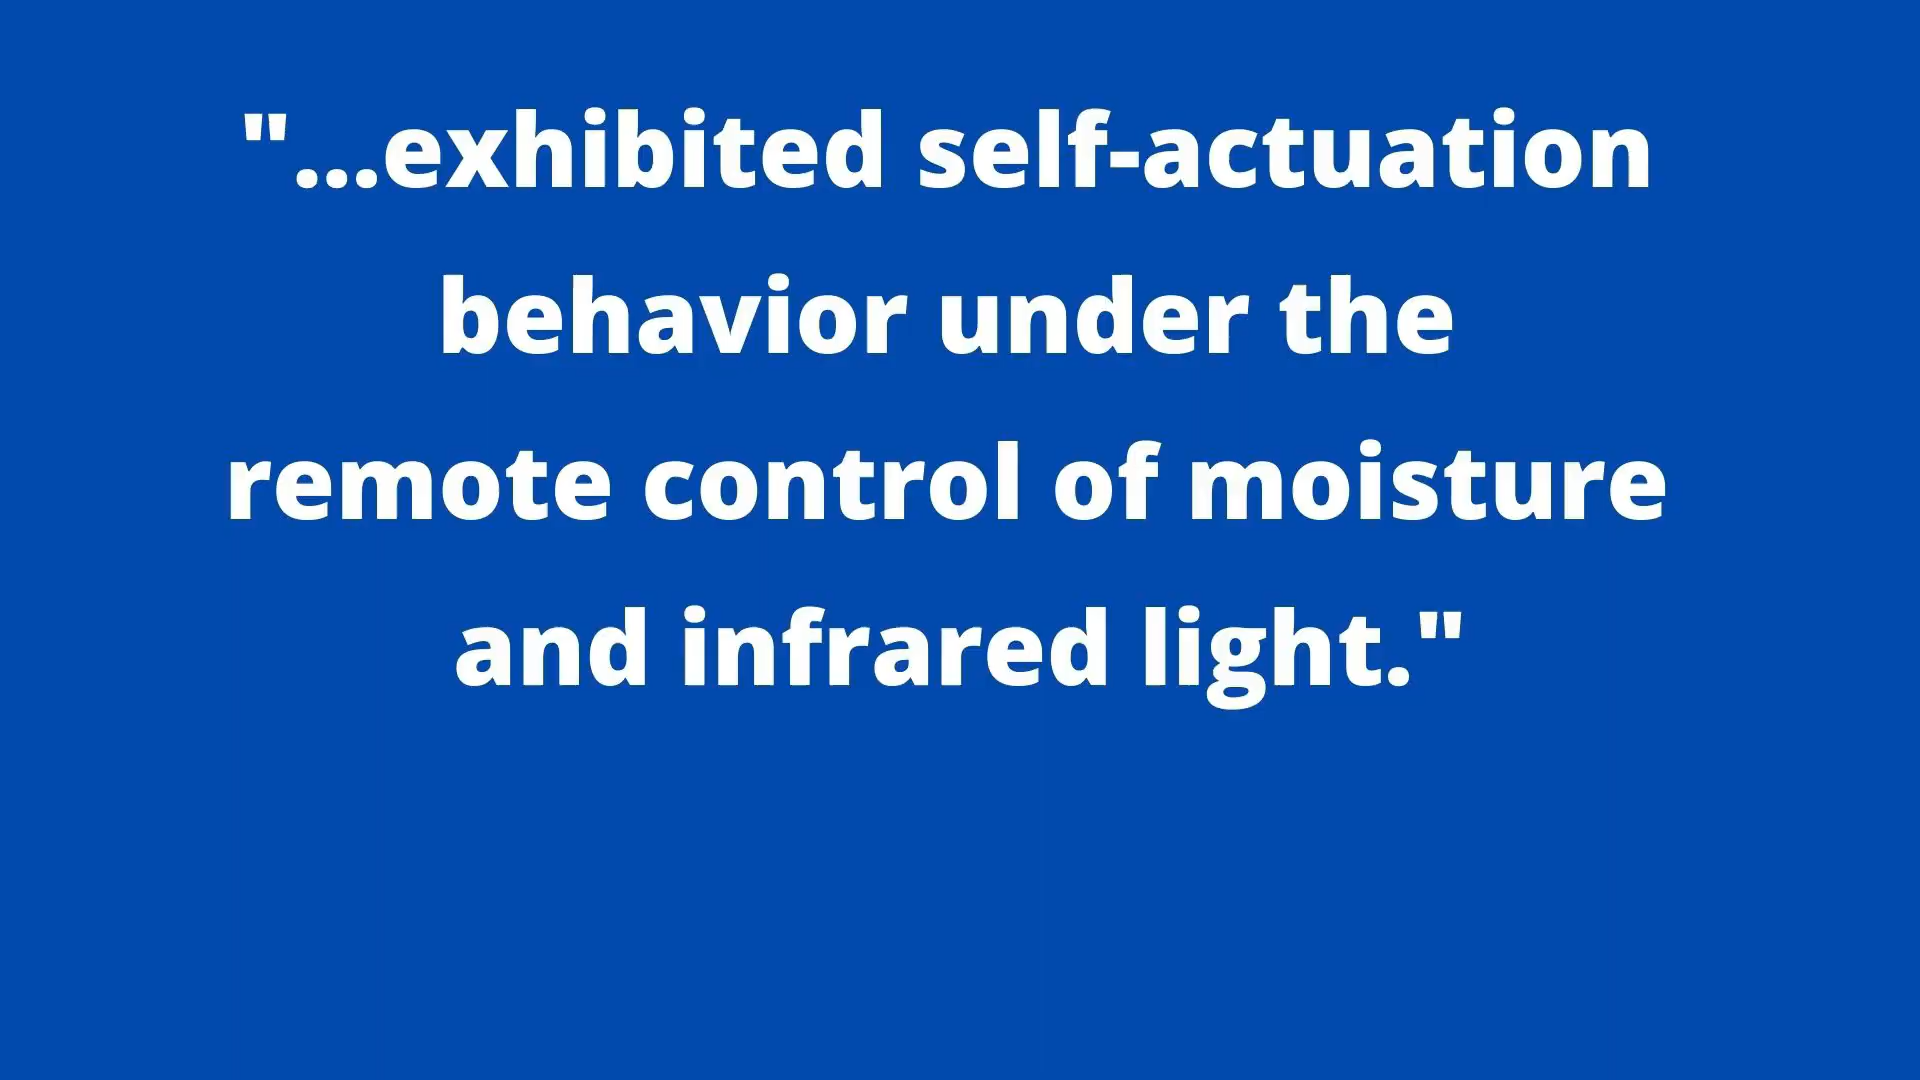 "...exhibited self-actuation
behavior under the
remote control of moisture
and infrared light."